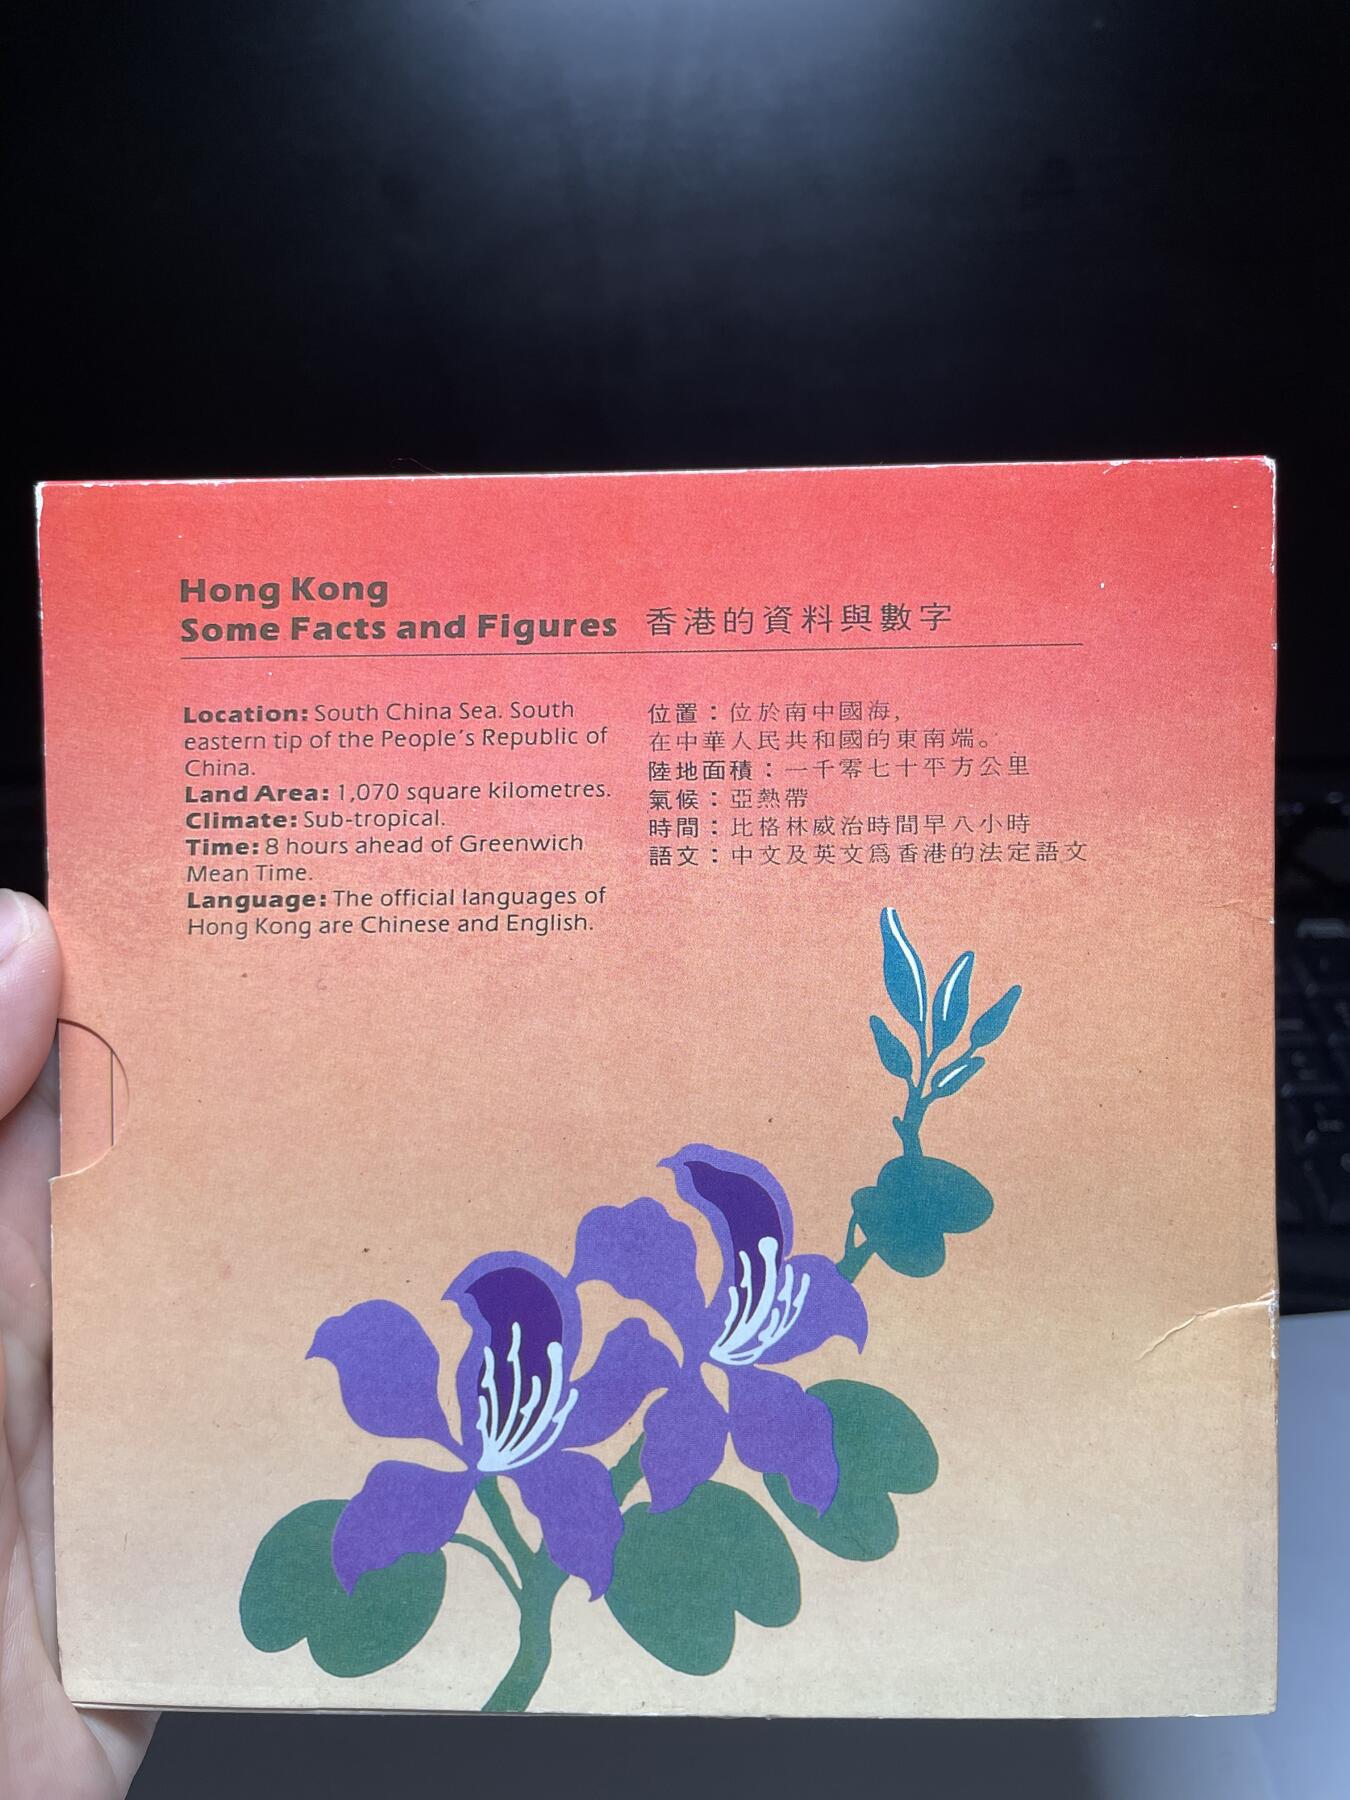 Hong Kong
Some Facts and Figures 香港的資料與數字
Location: South China Sea. South
eastern tip of the People's Republic of
China.
Land Area: 1,070 square kilometres.
Climate: Sub-tropical.
Time: 8 hours ahead of Greenwich
Mean Time.
Language: The official languages of
Hong Kong are Chinese and English.
位置：位於南中國海,
在中華人民共和國的東南端。
陸地面積：一千零七十平方公里
氣候：亞熱帶
時間：比格林威治時間早八小時
語文：中文及英文爲香港的法定語文